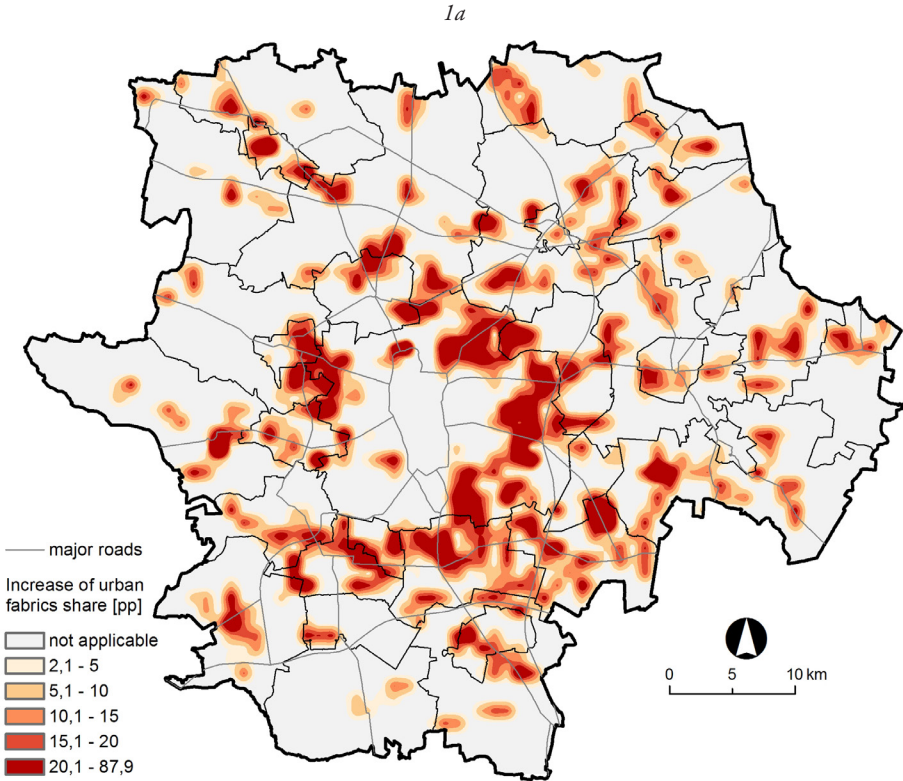 1a
major roads
Increase of urban
fabrics share [pp]
not applicable
2,1 - 5
5,1 - 10
10,1 - 15
15,1 - 20
20,1 - 87,9
0 5 10 km